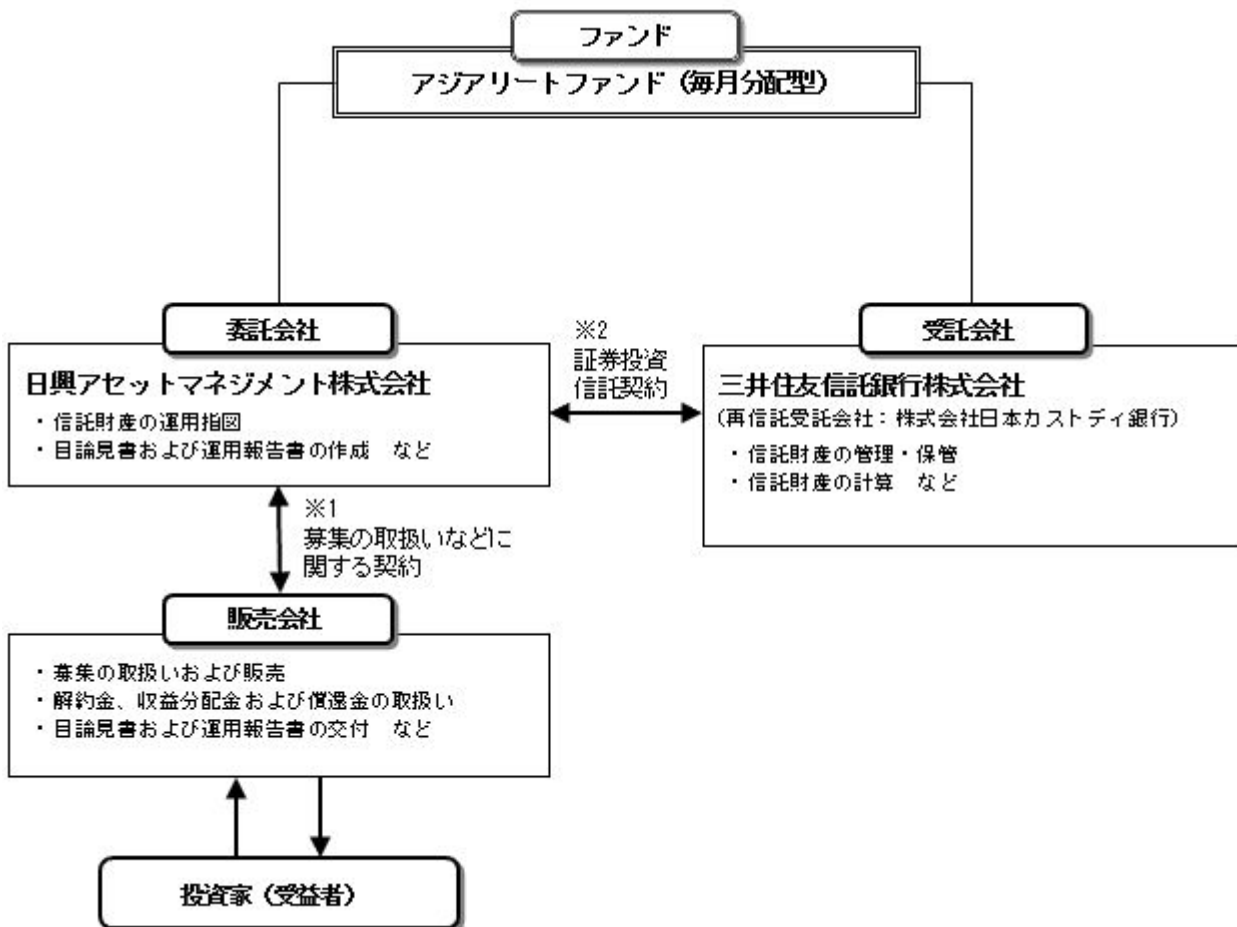 ファンド
アジアリートファンド（毎月分配型）
委託会社
日興アセットマネジメント株式会社
・信託財産の運用指図
・目論見書および運用報告書の作成　など
※2
証券投資
信託契約
受託会社
三井住友信託銀行株式会社
（再信託受託会社：株式会社日本カストディ銀行）
・信託財産の管理・保管
・信託財産の計算　など
※1
募集の取扱いなどに
関する契約
販売会社
・募集の取扱いおよび販売
・解約金、収益分配金および償還金の取扱い
・目論見書および運用報告書の交付　など
投資家（受益者）